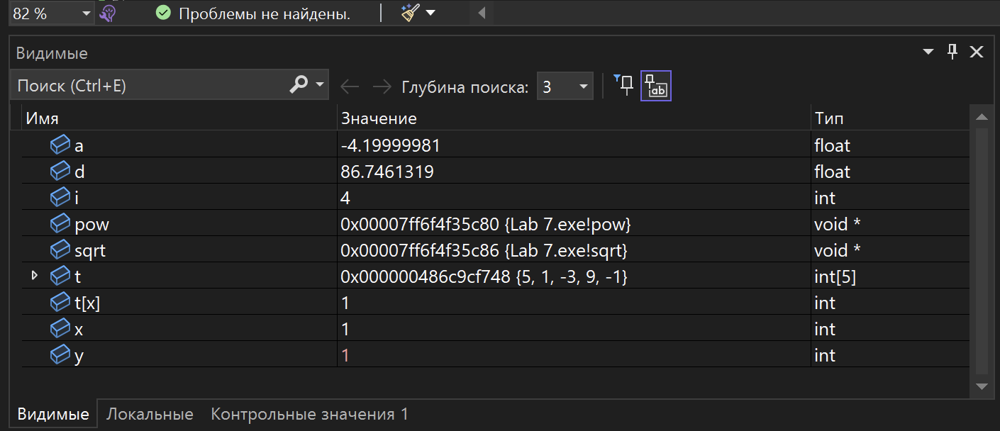 82 % Проблемы не найдены.
Видимые
Поиск (Ctrl+E) Глубина поиска: 3 ab
Имя Значение Тип
a -4.19999981 float
d 86.7461319 float
i 4 int
pow 0x00007ff6f4f35c80 {Lab 7.exe!pow} void *
sqrt 0x00007ff6f4f35c86 {Lab 7.exe!sqrt} void *
t 0x000000486c9cf748 {5, 1, -3, 9, -1} int[5]
t[x] 1 int
x 1 int
y 1 int
Видимые Локальные Контрольные значения 1